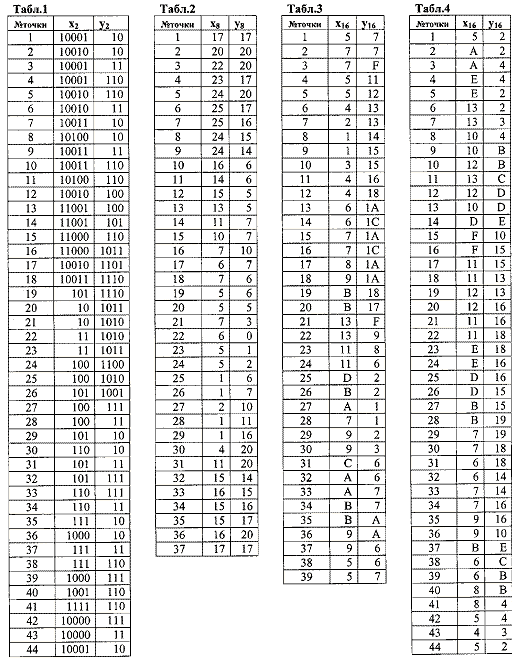 Табл.1
№точки x2 y2
1 10001 10
2 10010 10
3 10001 11
4 10001 110
5 10010 110
6 10010 11
7 10011 10
8 10100 10
9 10011 11
10 10011 110
11 10100 110
12 10010 100
13 11001 100
14 11001 101
15 11000 110
16 11000 1011
17 10010 1101
18 10011 1110
19 101 1110
20 10 1011
21 10 1010
22 11 1010
23 11 1011
24 100 1100
25 100 1010
26 101 1001
27 100 111
28 100 11
29 101 10
30 110 10
31 101 11
32 101 111
33 110 111
34 110 11
35 111 10
36 1000 10
37 111 11
38 111 110
39 1000 111
40 1001 110
41 1111 110
42 10000 111
43 10000 11
44 10001 10
Табл.2
№точки x8 y8
1 17 17
2 20 20
3 22 20
4 23 17
5 24 20
6 25 17
7 25 16
8 24 15
9 24 14
10 16 6
11 14 6
12 15 5
13 13 5
14 11 7
15 10 7
16 7 10
17 6 7
18 7 6
19 5 6
20 5 5
21 7 3
22 6 0
23 5 1
24 5 2
25 1 6
26 1 7
27 2 10
28 1 11
29 1 16
30 4 20
31 11 20
32 15 14
33 16 15
34 15 16
35 15 17
36 16 20
37 17 17
Табл.3
№точки x16 y16
1 5 7
2 7 7
3 7 F
4 5 11
5 5 12
6 4 13
7 2 13
8 1 14
9 1 15
10 3 15
11 4 16
12 4 18
13 6 1A
14 6 1C
15 7 1A
16 7 1C
17 8 1A
18 9 1A
19 B 18
20 B 17
21 13 F
22 13 9
23 11 8
24 11 6
25 D 2
26 B 2
27 A 1
28 7 1
29 9 2
30 9 3
31 C 6
32 A 6
33 A 7
34 B 7
35 B A
36 9 A
37 9 6
38 5 6
39 5 7
Табл.4
№точки x16 y16
1 5 2
2 A 2
3 A 4
4 E 4
5 E 2
6 13 2
7 13 3
8 10 4
9 10 B
10 12 B
11 13 C
12 12 D
13 10 D
14 D E
15 F 10
16 F 15
17 11 15
18 11 13
19 12 13
20 12 16
21 11 16
22 11 18
23 E 18
24 E 16
25 D 16
26 D 15
27 B 15
28 B 19
29 7 19
30 7 18
31 6 18
32 6 14
33 7 14
34 7 16
35 9 16
36 9 10
37 B E
38 6 C
39 6 B
40 8 B
41 8 4
42 5 4
43 4 3
44 5 2